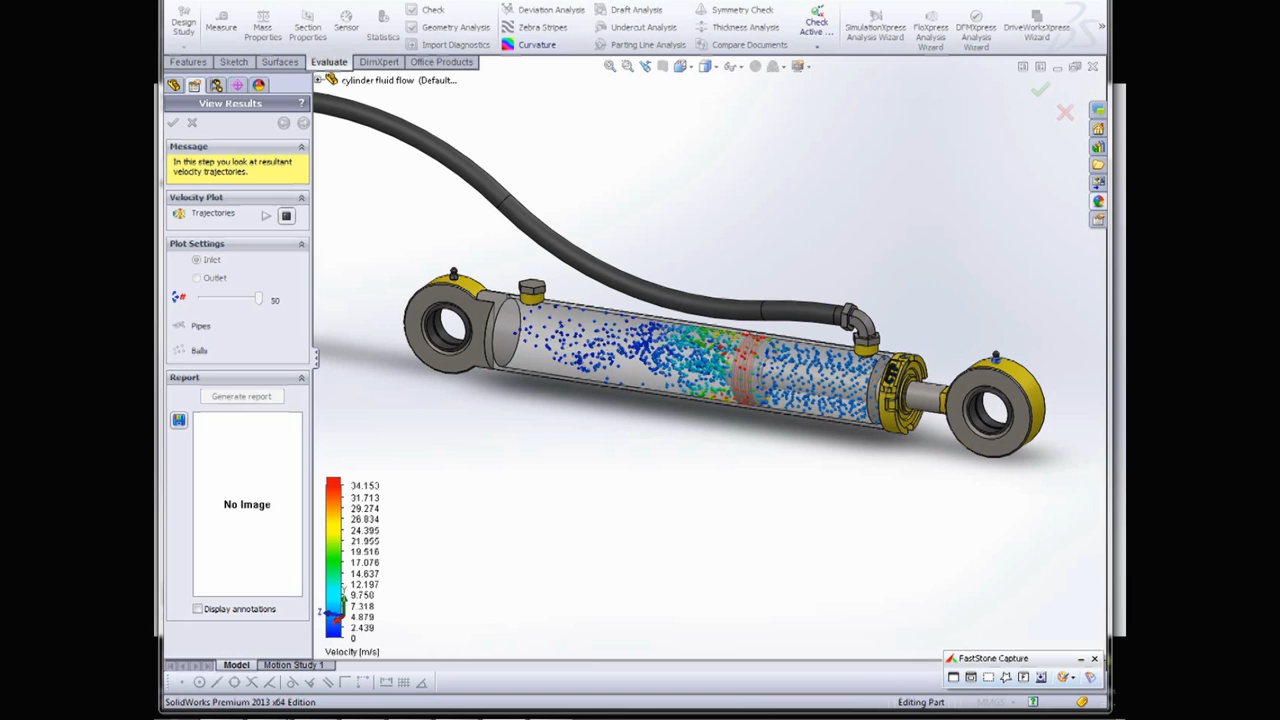 Design Study
Measure
Mass Properties
Section Properties
Sensor
Statistics
Check
Geometry Analysis
Import Diagnostics
Deviation Analysis
Zebra Stripes
Curvature
Draft Analysis
Undercut Analysis
Parting Line Analysis
Symmetry Check
Thickness Analysis
Compare Documents
Check Active ...
SimulationXpress Analysis Wizard
FloXpress Analysis Wizard
DFMXpress Analysis Wizard
DriveWorksXpress Wizard
Features
Sketch
Surfaces
Evaluate
DimXpert
Office Products
cylinder fluid flow (Default...
View Results
?
Message
In this step you look at resultant
velocity trajectories.
Velocity Plot
Trajectories
Plot Settings
Inlet
Outlet
50
Pipes
Balls
Report
Generate report
No Image
Display annotations
34.153
31.713
29.274
26.834
24.395
21.955
19.516
17.076
14.637
12.197
9.758
7.318
4.879
2.439
0
Velocity [m/s]
Z
Model
Motion Study 1
FastStone Capture
SolidWorks Premium 2013 x64 Edition
Editing Part
MMGS